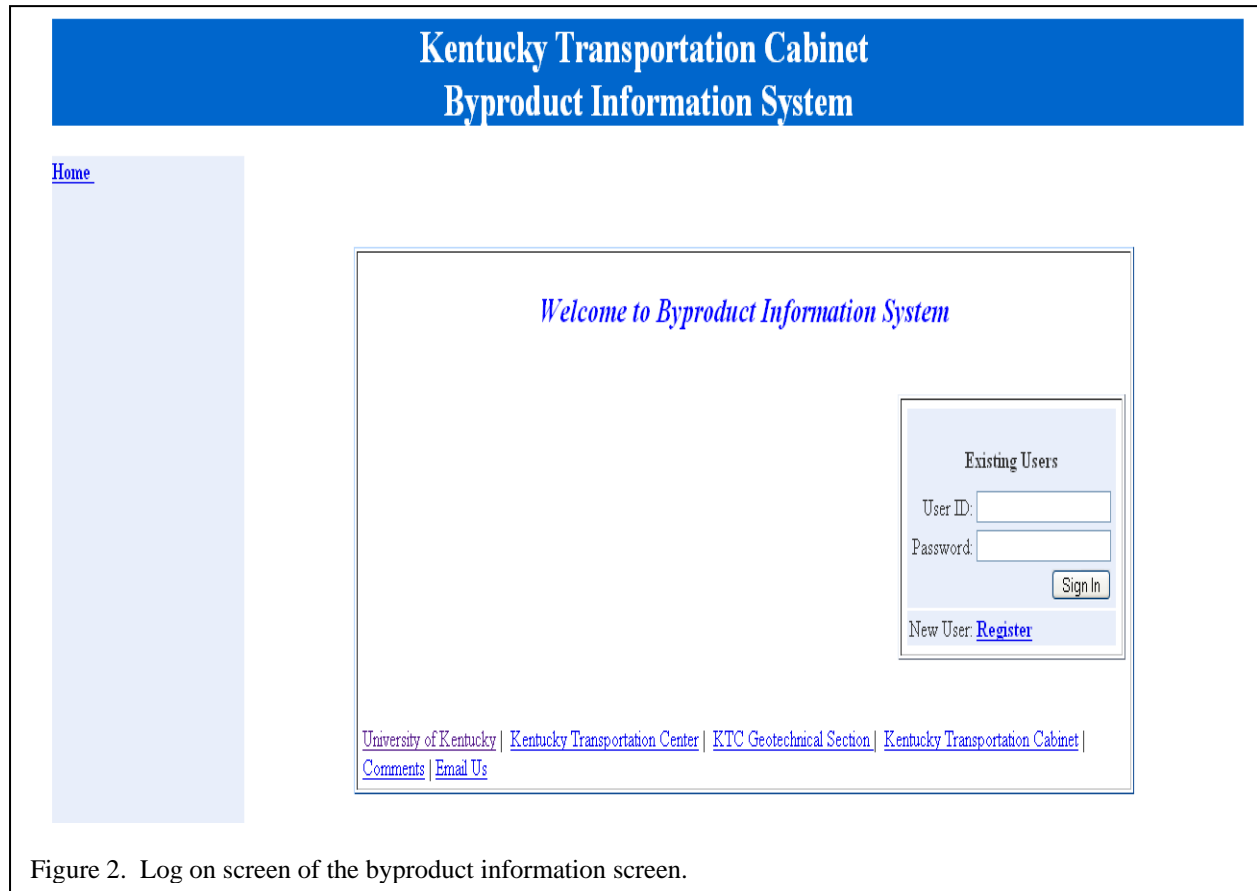 Kentucky Transportation Cabinet
Byproduct Information System
Home
Welcome to Byproduct Information System
Existing Users
User ID:
Password:
Sign In
New User: Register
University of Kentucky | Kentucky Transportation Center | KTC Geotechnical Section | Kentucky Transportation Cabinet |
Comments | Email Us
Figure 2.  Log on screen of the byproduct information screen.